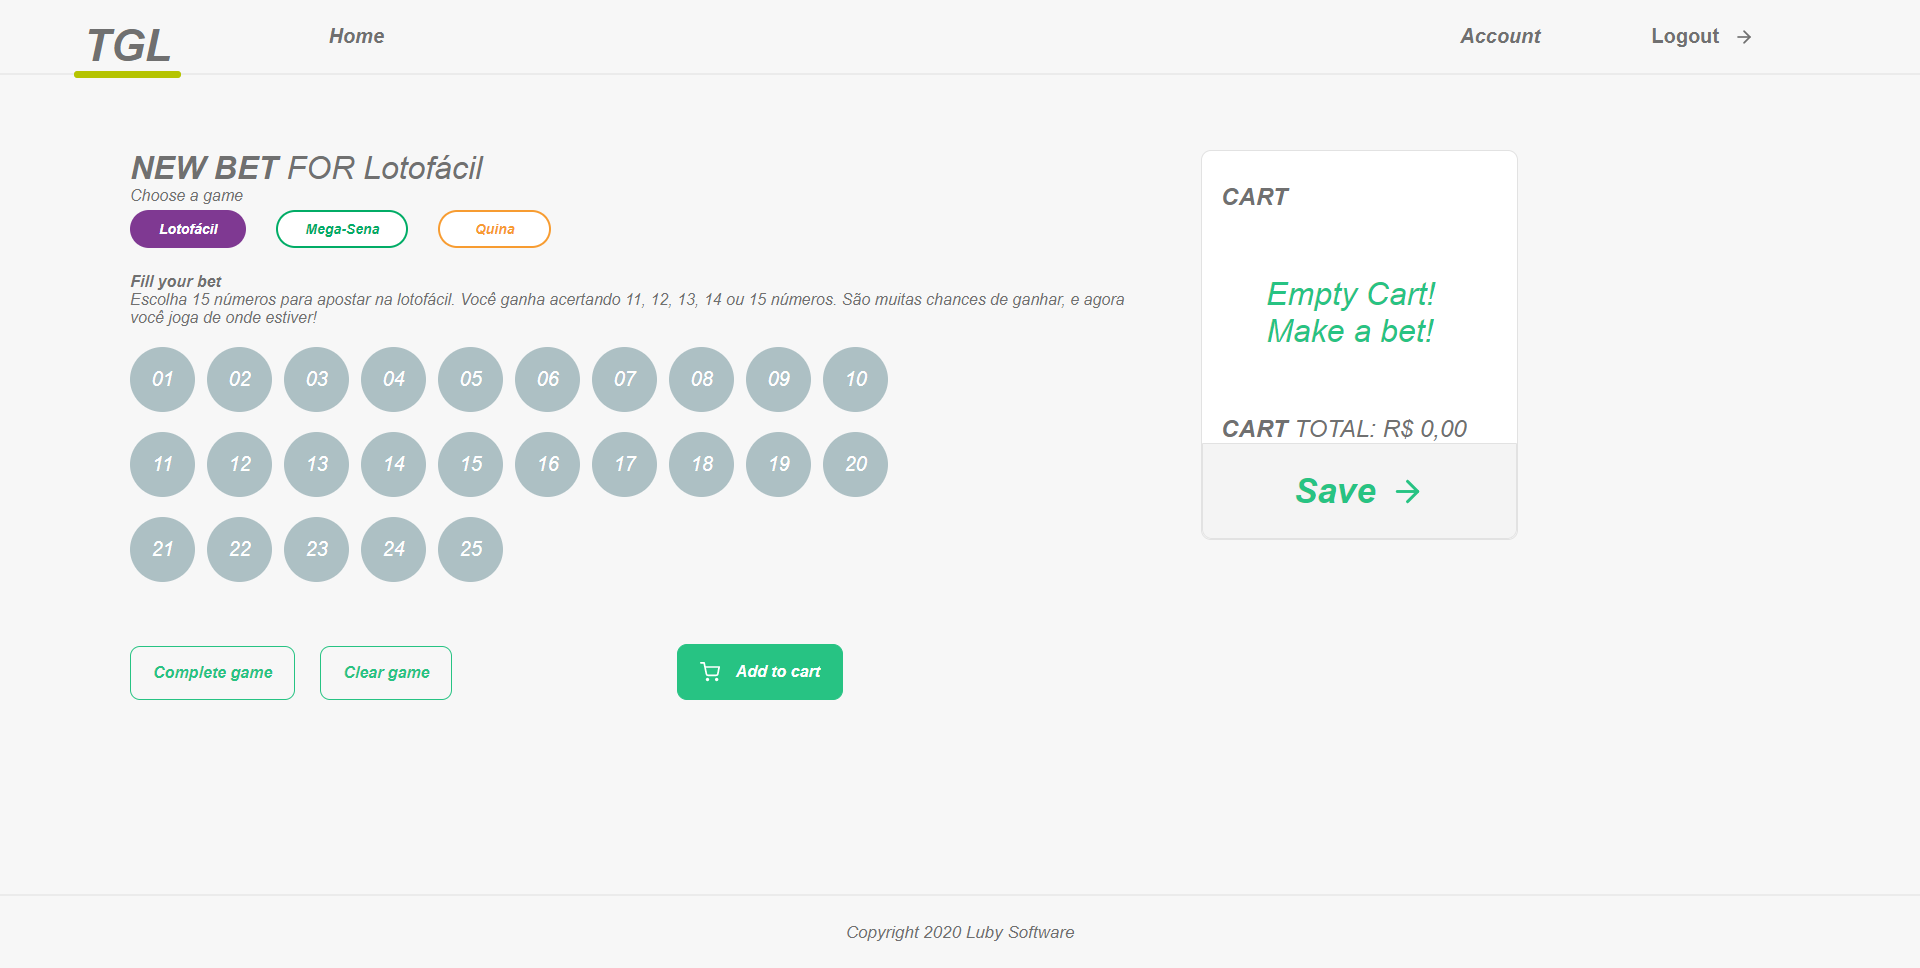 TGL
Home
Account
Logout
NEW BET FOR Lotofácil
Choose a game
Lotofácil
Mega-Sena
Quina
Fill your bet
Escolha 15 números para apostar na lotofácil. Você ganha acertando 11, 12, 13, 14 ou 15 números. São muitas chances de ganhar, e agora
você joga de onde estiver!
01 02 03 04 05 06 07 08 09 10
11 12 13 14 15 16 17 18 19 20
21 22 23 24 25
Complete game
Clear game
Add to cart
CART
Empty Cart!
Make a bet!
CART TOTAL: R$ 0,00
Save
Copyright 2020 Luby Software